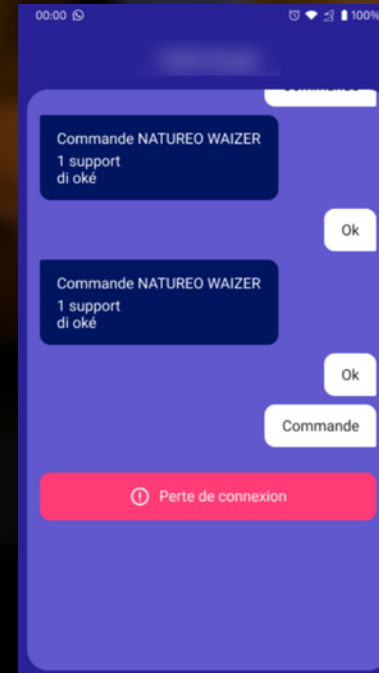 00:00
100%
Commande NATUREO WAIZER
1 support
di oké
Ok
Commande NATUREO WAIZER
1 support
di oké
Ok
Commande
Perte de connexion